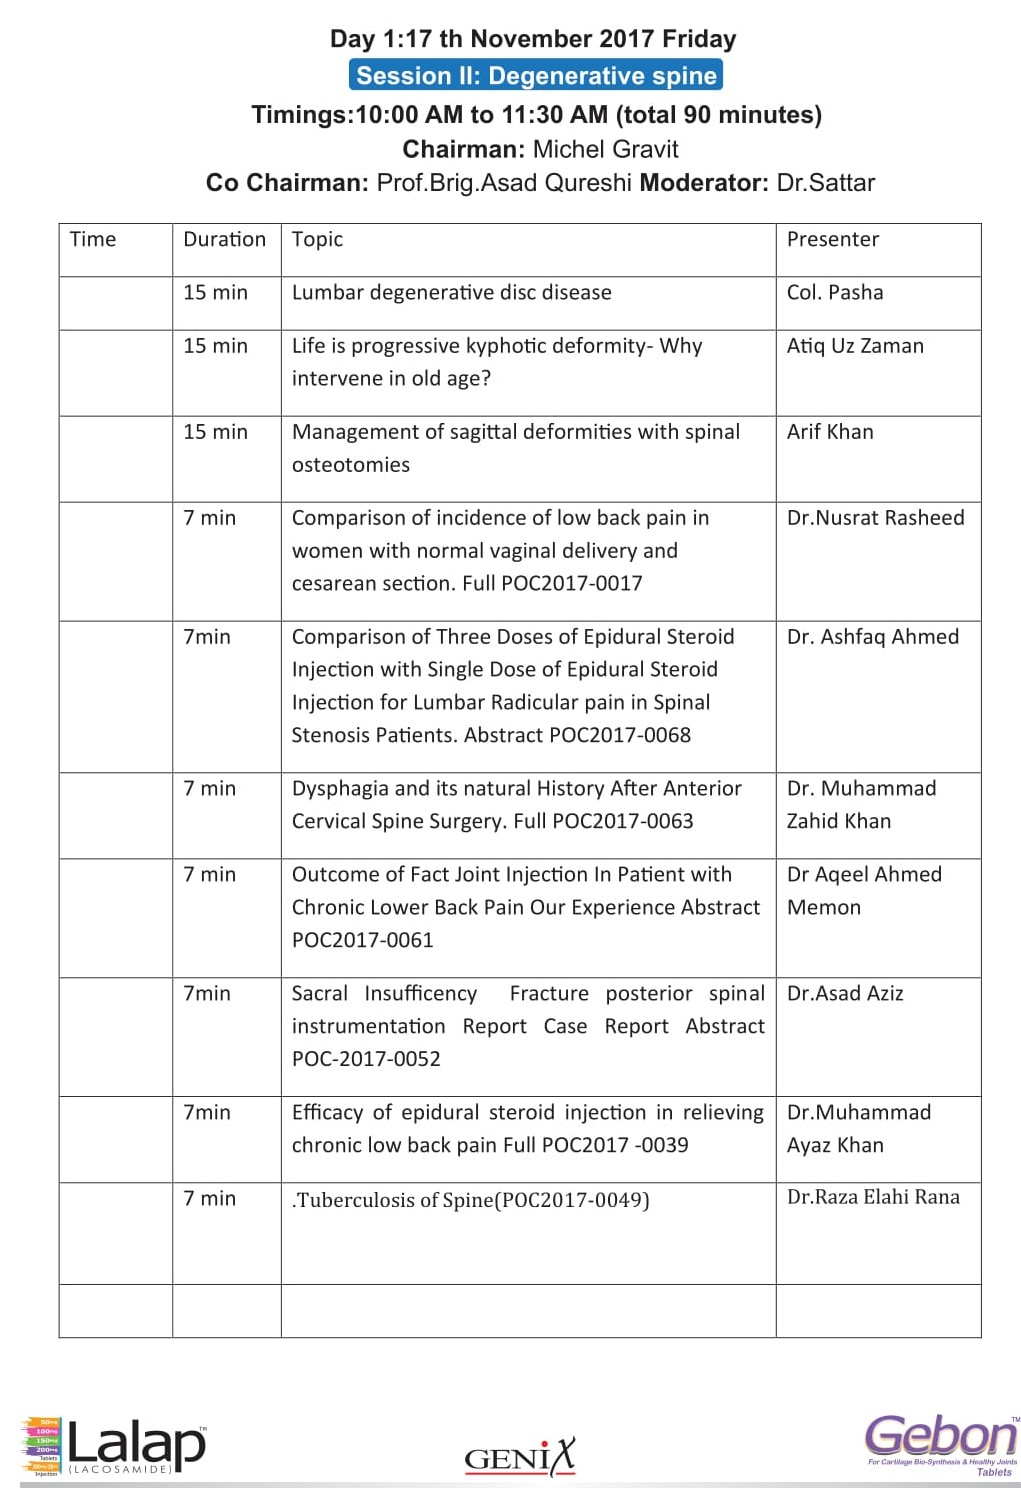 Day 1:17 th November 2017 Friday
Session II: Degenerative spine
Timings:10:00 AM to 11:30 AM (total 90 minutes)
Chairman: Michel Gravit
Co Chairman: Prof.Brig.Asad Qureshi Moderator: Dr.Sattar
Time Duration Topic Presenter
15 min Lumbar degenerative disc disease Col. Pasha
15 min Life is progressive kyphotic deformity- Why Atiq Uz Zaman
intervene in old age?
15 min Management of sagittal deformities with spinal Arif Khan
osteotomies
7 min Comparison of incidence of low back pain in Dr.Nusrat Rasheed
women with normal vaginal delivery and
cesarean section. Full POC2017-0017
7min Comparison of Three Doses of Epidural Steroid Dr. Ashfaq Ahmed
Injection with Single Dose of Epidural Steroid
Injection for Lumbar Radicular pain in Spinal
Stenosis Patients. Abstract POC2017-0068
7 min Dysphagia and its natural History After Anterior Dr. Muhammad
Cervical Spine Surgery. Full POC2017-0063 Zahid Khan
7 min Outcome of Fact Joint Injection In Patient with Dr Aqeel Ahmed
Chronic Lower Back Pain Our Experience Abstract Memon
POC2017-0061
7min Sacral Insufficency Fracture posterior spinal Dr.Asad Aziz
instrumentation Report Case Report Abstract
POC-2017-0052
7min Efficacy of epidural steroid injection in relieving Dr.Muhammad
chronic low back pain Full POC2017 -0039 Ayaz Khan
7 min .Tuberculosis of Spine(POC2017-0049) Dr.Raza Elahi Rana
50mg
100mg
150mg
200mg
Tablets
Injection
Lalap™
(LACOSAMIDE)
GENiX
Gebon™
For Cartilage Bio-Synthesis & Healthy Joints
Tablets